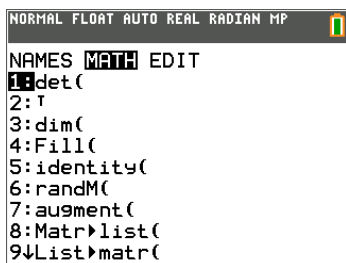 NORMAL FLOAT AUTO REAL RADIAN MP
NAMES MATH EDIT
1:det(
2:ᵀ
3:dim(
4:Fill(
5:identity(
6:randM(
7:augment(
8:Matr▸list(
9↓List▸matr(